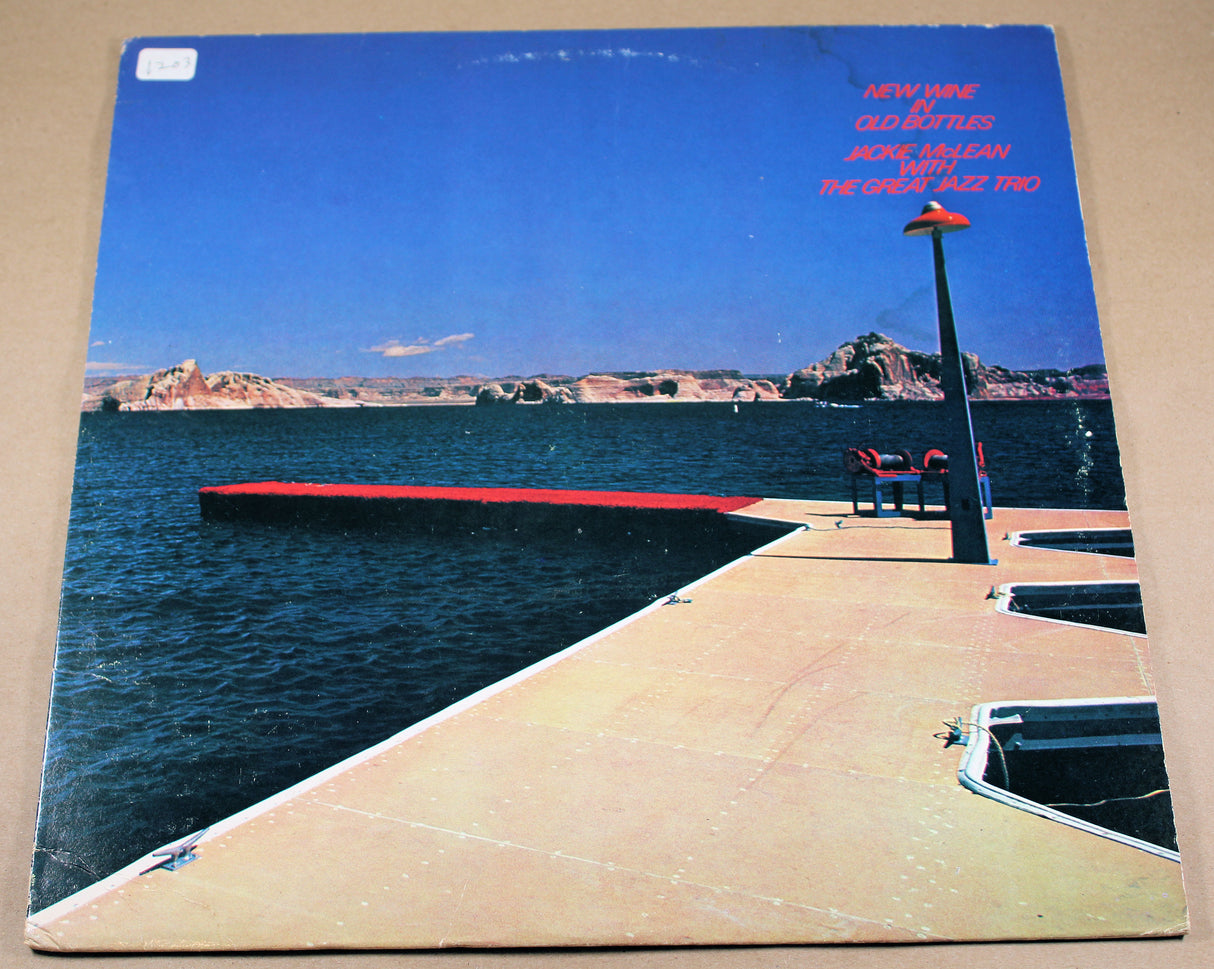 1203
NEW WINE
IN
OLD BOTTLES
JACKIE McLEAN
WITH
THE GREAT JAZZ TRIO